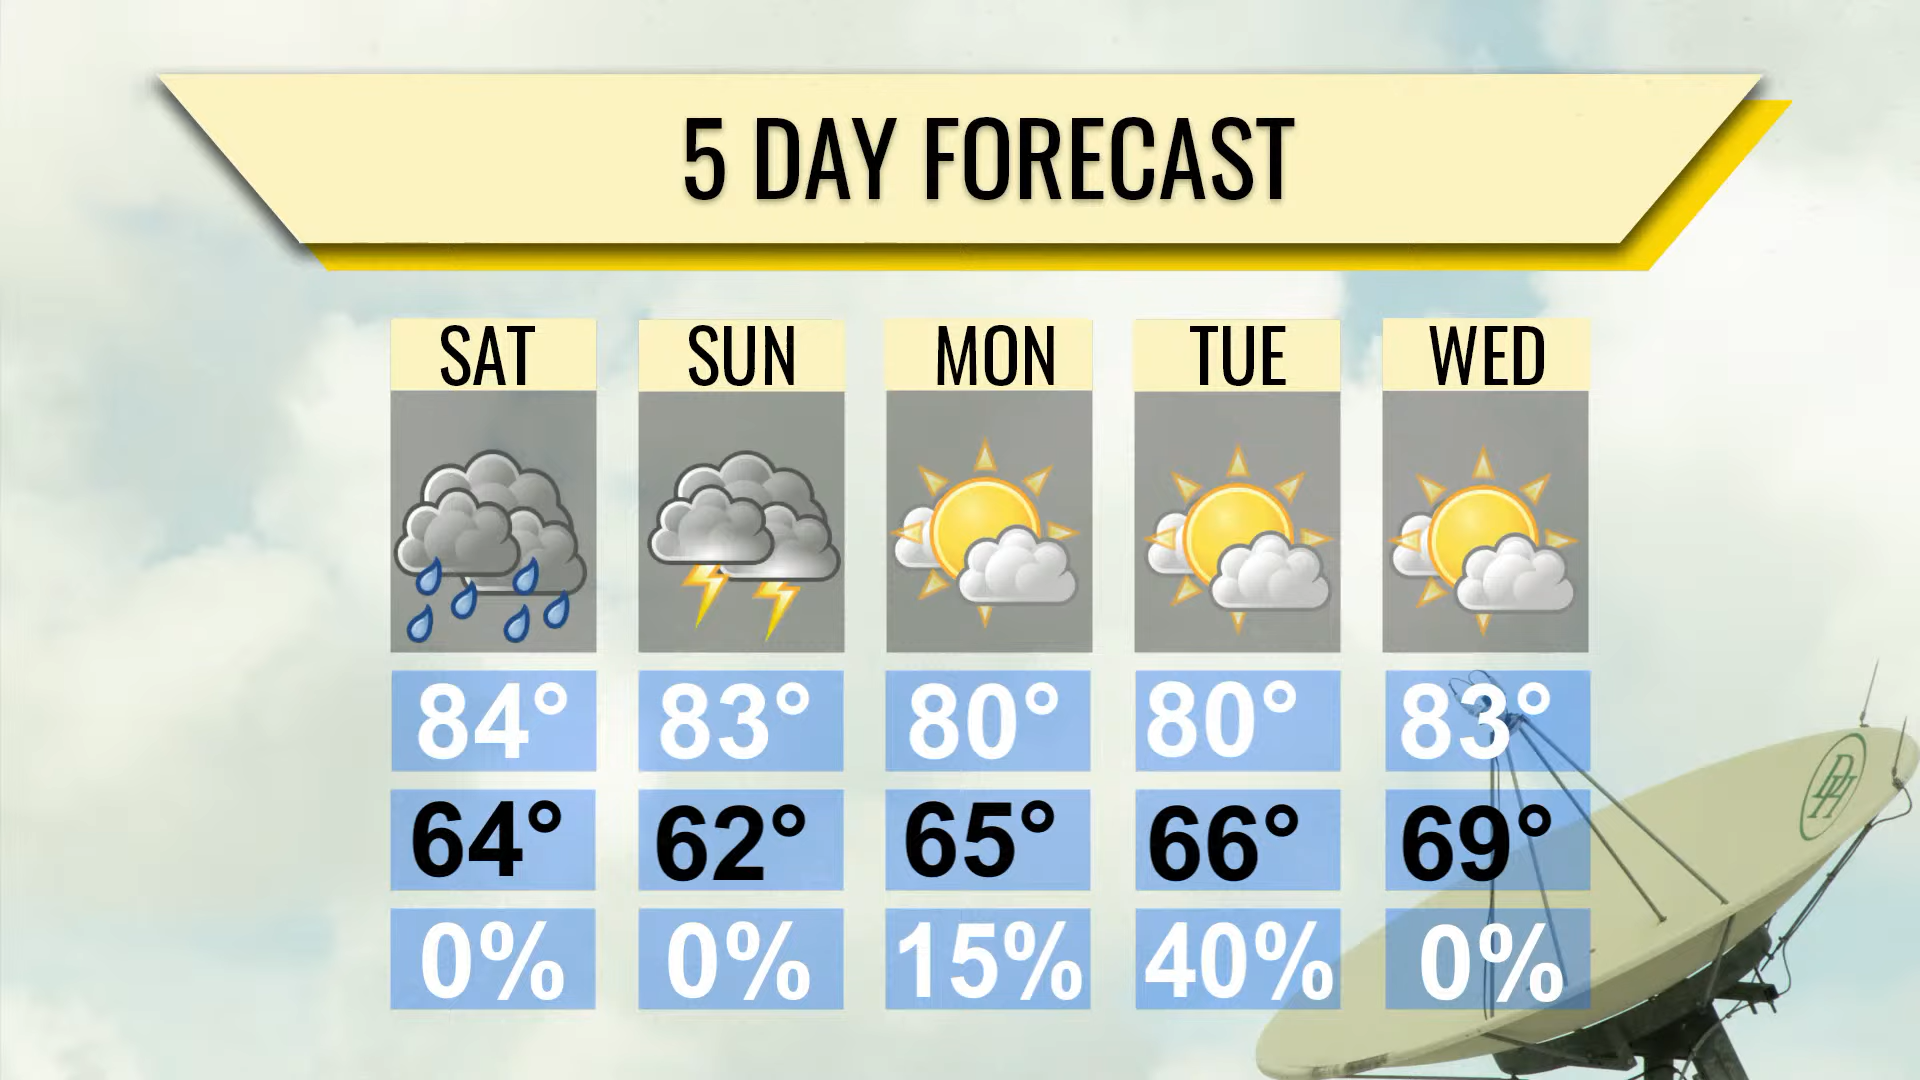 5 DAY FORECAST
SAT SUN MON TUE WED
84° 83° 80° 80° 83°
64° 62° 65° 66° 69°
0% 0% 15% 40% 0%
DH